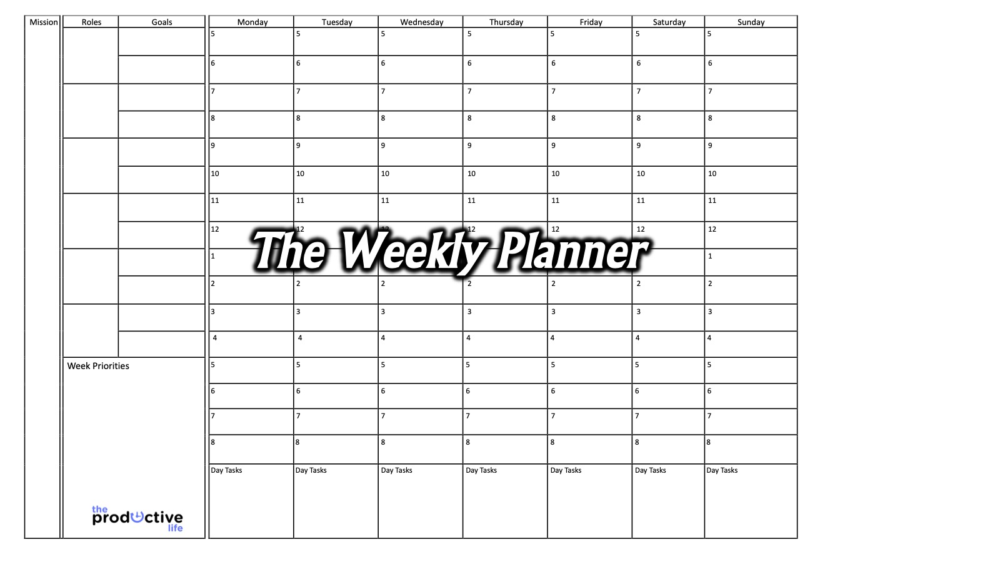 Mission Roles Goals Monday Tuesday Wednesday Thursday Friday Saturday Sunday
5 5 5 5 5 5 5
6 6 6 6 6 6 6
7 7 7 7 7 7 7
8 8 8 8 8 8 8
9 9 9 9 9 9 9
10 10 10 10 10 10 10
11 11 11 11 11 11 11
12 12 12 12 12 12 12
The Weekly Planner
1 1
2 2 2 2 2 2 2
3 3 3 3 3 3 3
4 4 4 4 4 4 4
Week Priorities 5 5 5 5 5 5 5
6 6 6 6 6 6 6
7 7 7 7 7 7 7
8 8 8 8 8 8 8
Day Tasks Day Tasks Day Tasks Day Tasks Day Tasks Day Tasks Day Tasks
the
productive
life